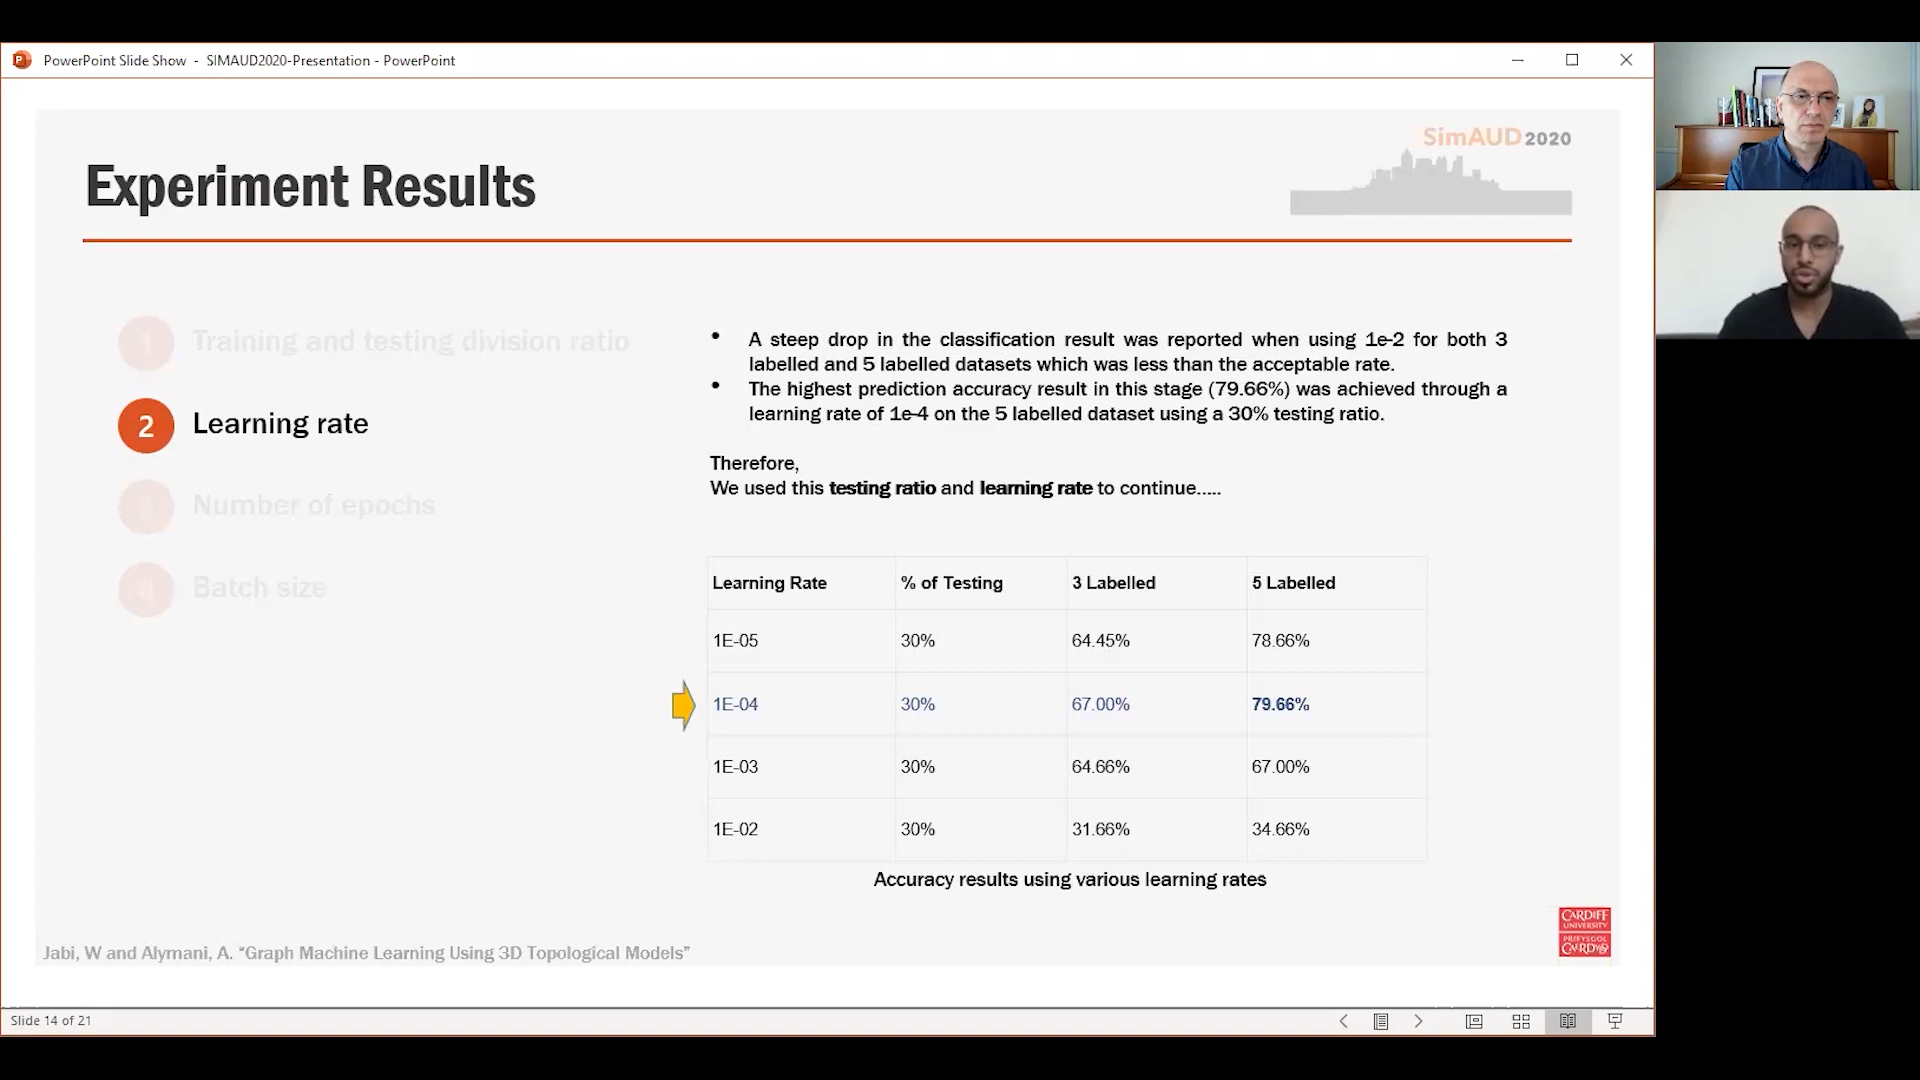 PowerPoint Slide Show - SIMAUD2020-Presentation - PowerPoint
SimAUD 2020
Experiment Results
1 Training and testing division ratio
2 Learning rate
Number of epochs
Batch size
• A steep drop in the classification result was reported when using 1e-2 for both 3
labelled and 5 labelled datasets which was less than the acceptable rate.
• The highest prediction accuracy result in this stage (79.66%) was achieved through a
learning rate of 1e-4 on the 5 labelled dataset using a 30% testing ratio.
Therefore,
We used this testing ratio and learning rate to continue.....
Learning Rate % of Testing 3 Labelled 5 Labelled
1E-05 30% 64.45% 78.66%
1E-04 30% 67.00% 79.66%
1E-03 30% 64.66% 67.00%
1E-02 30% 31.66% 34.66%
Accuracy results using various learning rates
CARDIFF
UNIVERSITY
PRIFYSGOL
CAERDYDD
Jabi, W and Alymani, A. “Graph Machine Learning Using 3D Topological Models”
Slide 14 of 21